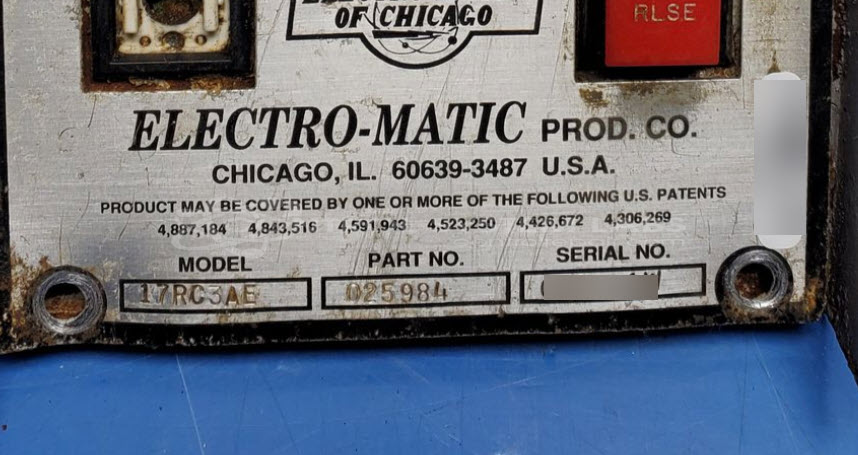 RLSE
OF CHICAGO
ELECTRO-MATIC PROD. CO.
CHICAGO, IL. 60639-3487 U.S.A.
PRODUCT MAY BE COVERED BY ONE OR MORE OF THE FOLLOWING U.S. PATENTS
4,887,184 4,843,516 4,591,943 4,523,250 4,426,672 4,306,269
MODEL PART NO. SERIAL NO.
17RC3AE 025984